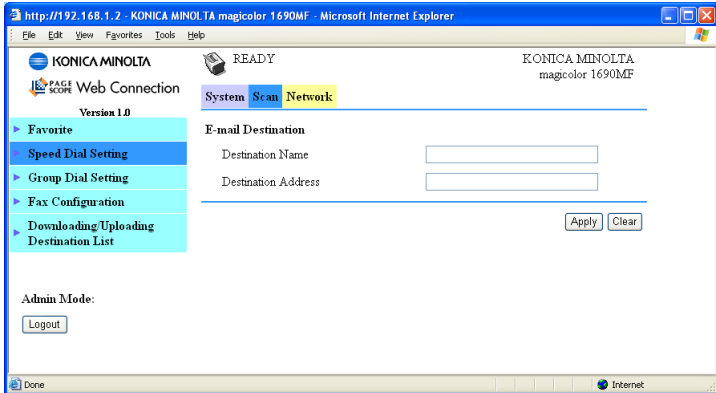 http://192.168.1.2 - KONICA MINOLTA magicolor 1690MF - Microsoft Internet Explorer
File Edit View Favorites Tools Help
KONICA MINOLTA
PAGE SCOPE Web Connection
Version 1.0
READY
KONICA MINOLTA
magicolor 1690MF
System Scan Network
Favorite
Speed Dial Setting
Group Dial Setting
Fax Configuration
Downloading/Uploading
Destination List
E-mail Destination
Destination Name
Destination Address
Apply Clear
Admin Mode:
Logout
Done
Internet